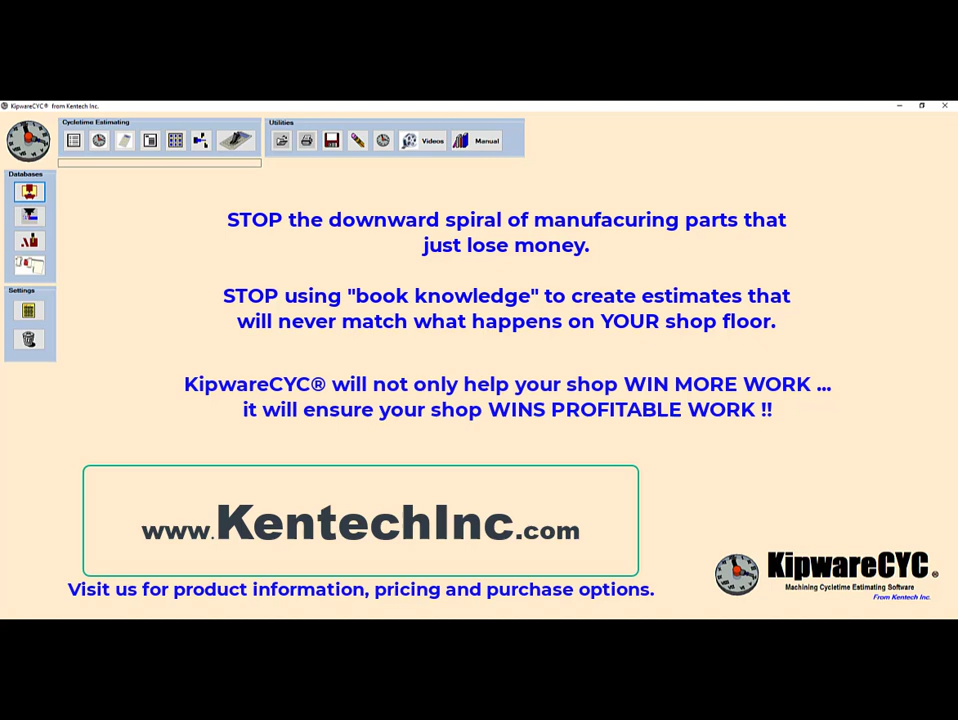 KipwareCYC® from Kentech Inc.
Cycletime Estimating
Utilities
Videos
Manual
Databases
Settings
STOP the downward spiral of manufacuring parts that
just lose money.
STOP using "book knowledge" to create estimates that
will never match what happens on YOUR shop floor.
KipwareCYC® will not only help your shop WIN MORE WORK ...
it will ensure your shop WINS PROFITABLE WORK !!
www.KentechInc.com
Visit us for product information, pricing and purchase options.
KipwareCYC®
Machining Cycletime Estimating Software
From Kentech Inc.